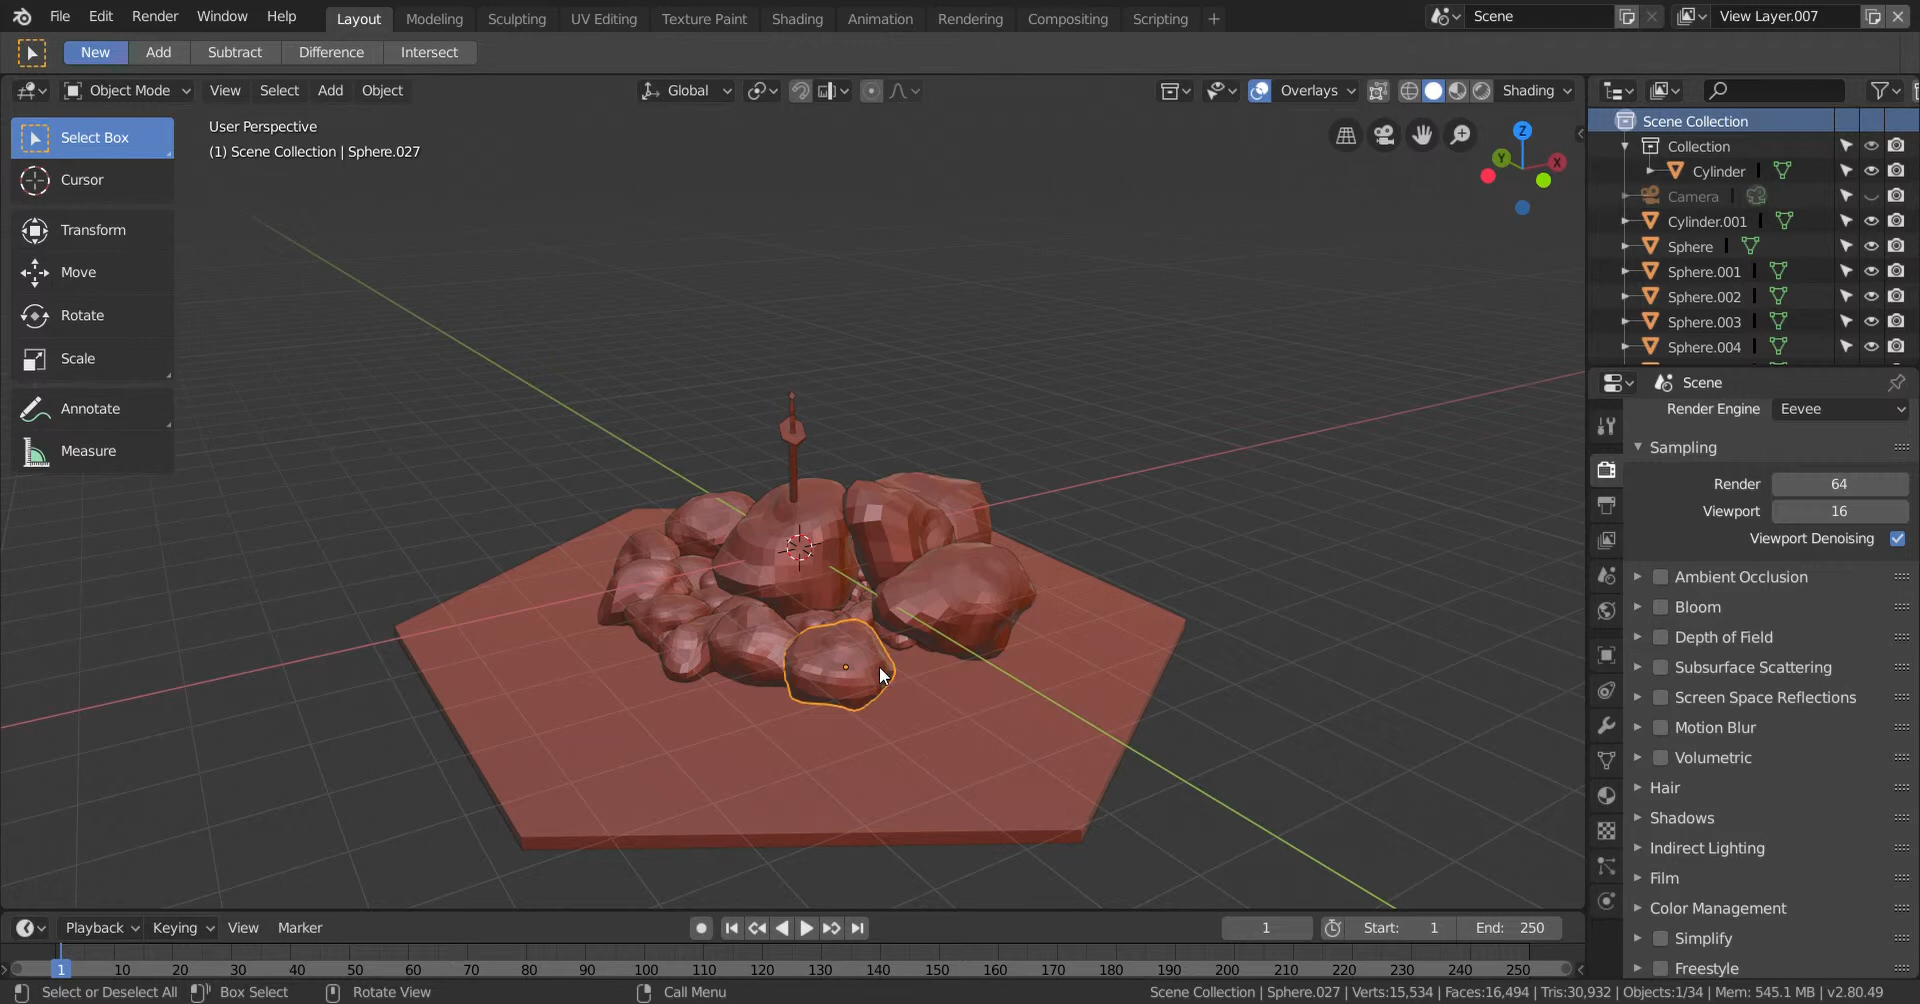 File Edit Render Window Help Layout Modeling Sculpting UV Editing Texture Paint Shading Animation Rendering Compositing Scripting + Scene View Layer.007
New Add Subtract Difference Intersect
Object Mode View Select Add Object Global Overlays Shading
Select Box
Cursor
Transform
Move
Rotate
Scale
Annotate
Measure
User Perspective
(1) Scene Collection | Sphere.027
Z
Y
X
Scene Collection
Collection
Cylinder
Camera
Cylinder.001
Sphere
Sphere.001
Sphere.002
Sphere.003
Sphere.004
Scene
Render Engine Eevee
Sampling
Render 64
Viewport 16
Viewport Denoising
Ambient Occlusion
Bloom
Depth of Field
Subsurface Scattering
Screen Space Reflections
Motion Blur
Volumetric
Hair
Shadows
Indirect Lighting
Film
Color Management
Simplify
Freestyle
Playback Keying View Marker 1 Start: 1 End: 250
1 10 20 30 40 50 60 70 80 90 100 110 120 130 140 150 160 170 180 190 200 210 220 230 240 250
Select or Deselect All Box Select Rotate View Call Menu Scene Collection | Sphere.027 | Verts:15,534 | Faces:16,494 | Tris:30,932 | Objects:1/34 | Mem: 545.1 MB | v2.80.49